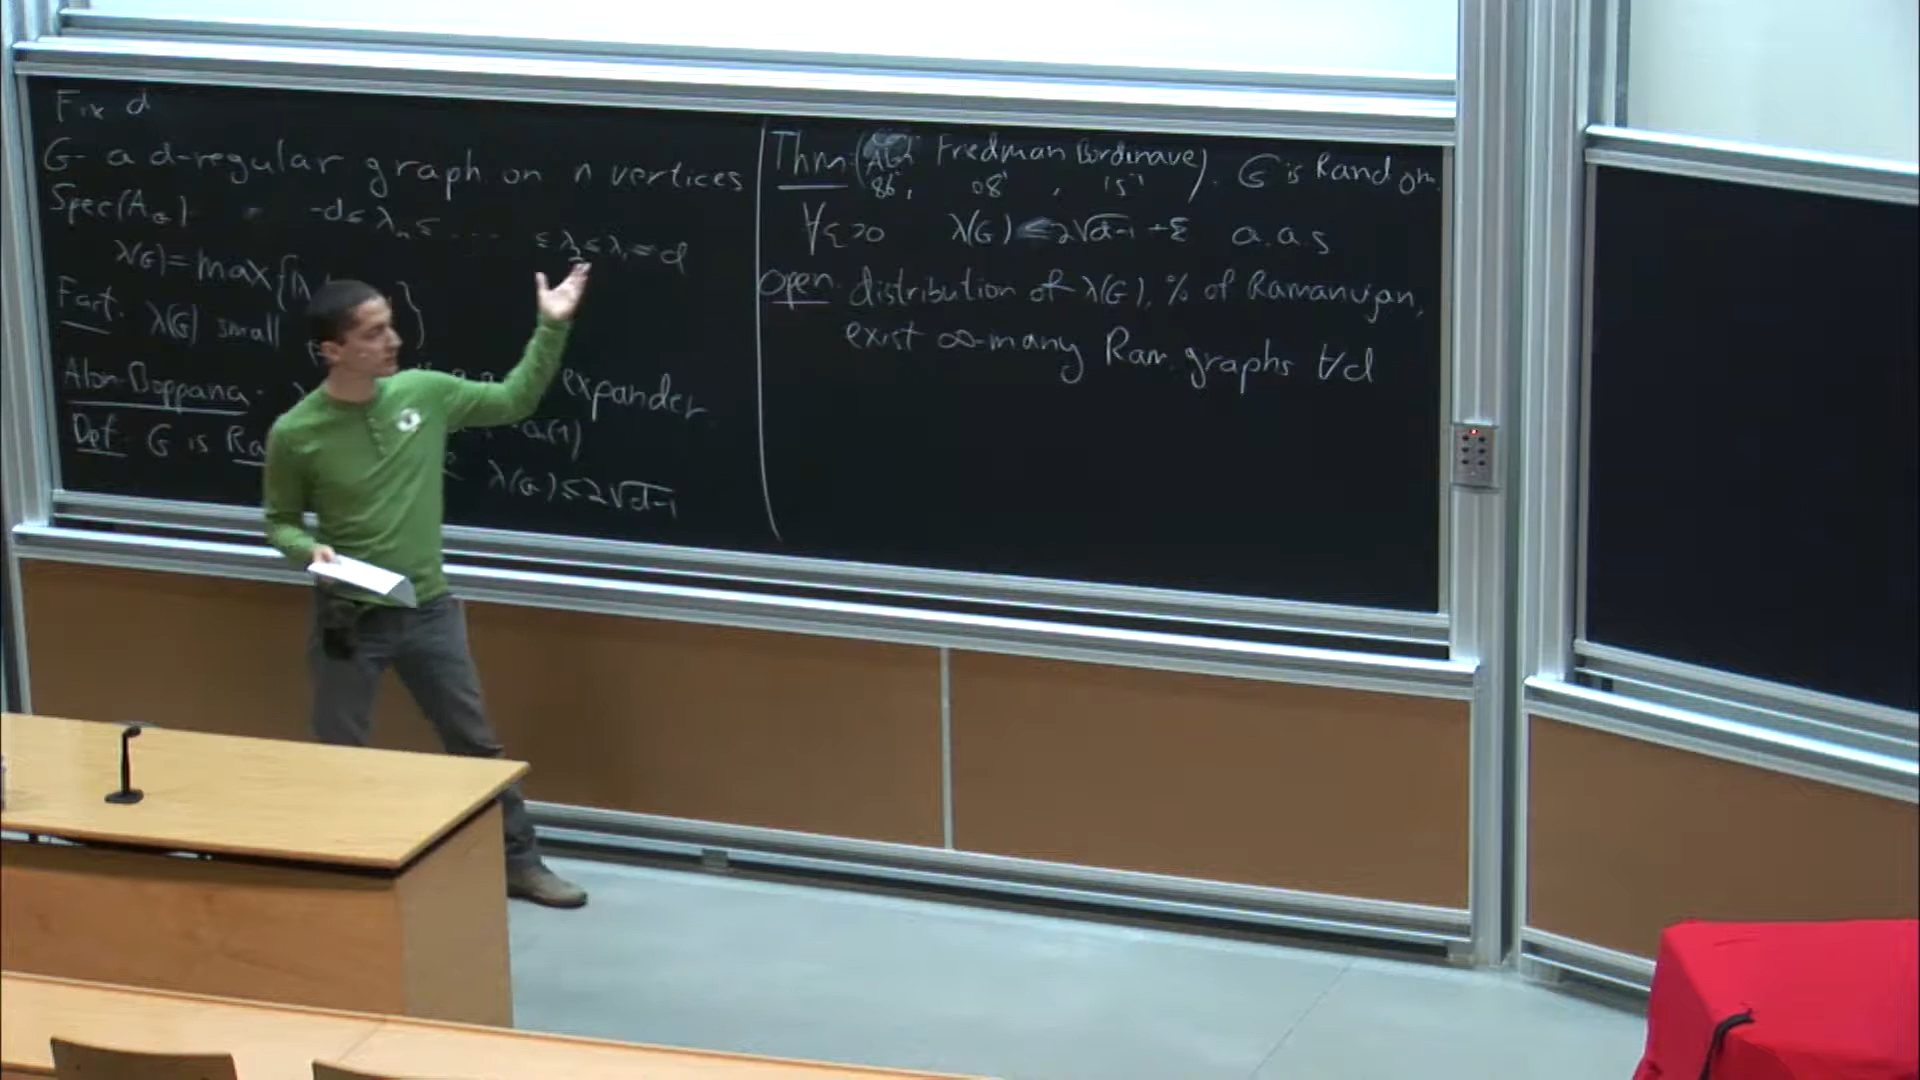 Fix d
G- a d-regular graph on n vertices
Spec(A_G) -d ≤ λ_n ≤ ... ≤ λ_2 ≤ λ_1 = d
λ(G) = max{|λ }
Fact: λ(G) small
expander.
Alon-Boppana:
Def: G is λ(G) ≤ 2√d-1
Thm: ( Fredman Bordenave). G is Random.
86', 08', 15'
∀ε>0 λ(G) ≤ 2√d-1 + ε a.a.s
Open: distribution of λ(G), % of Ramanujan,
exist ∞-many Ram. graphs ∀d